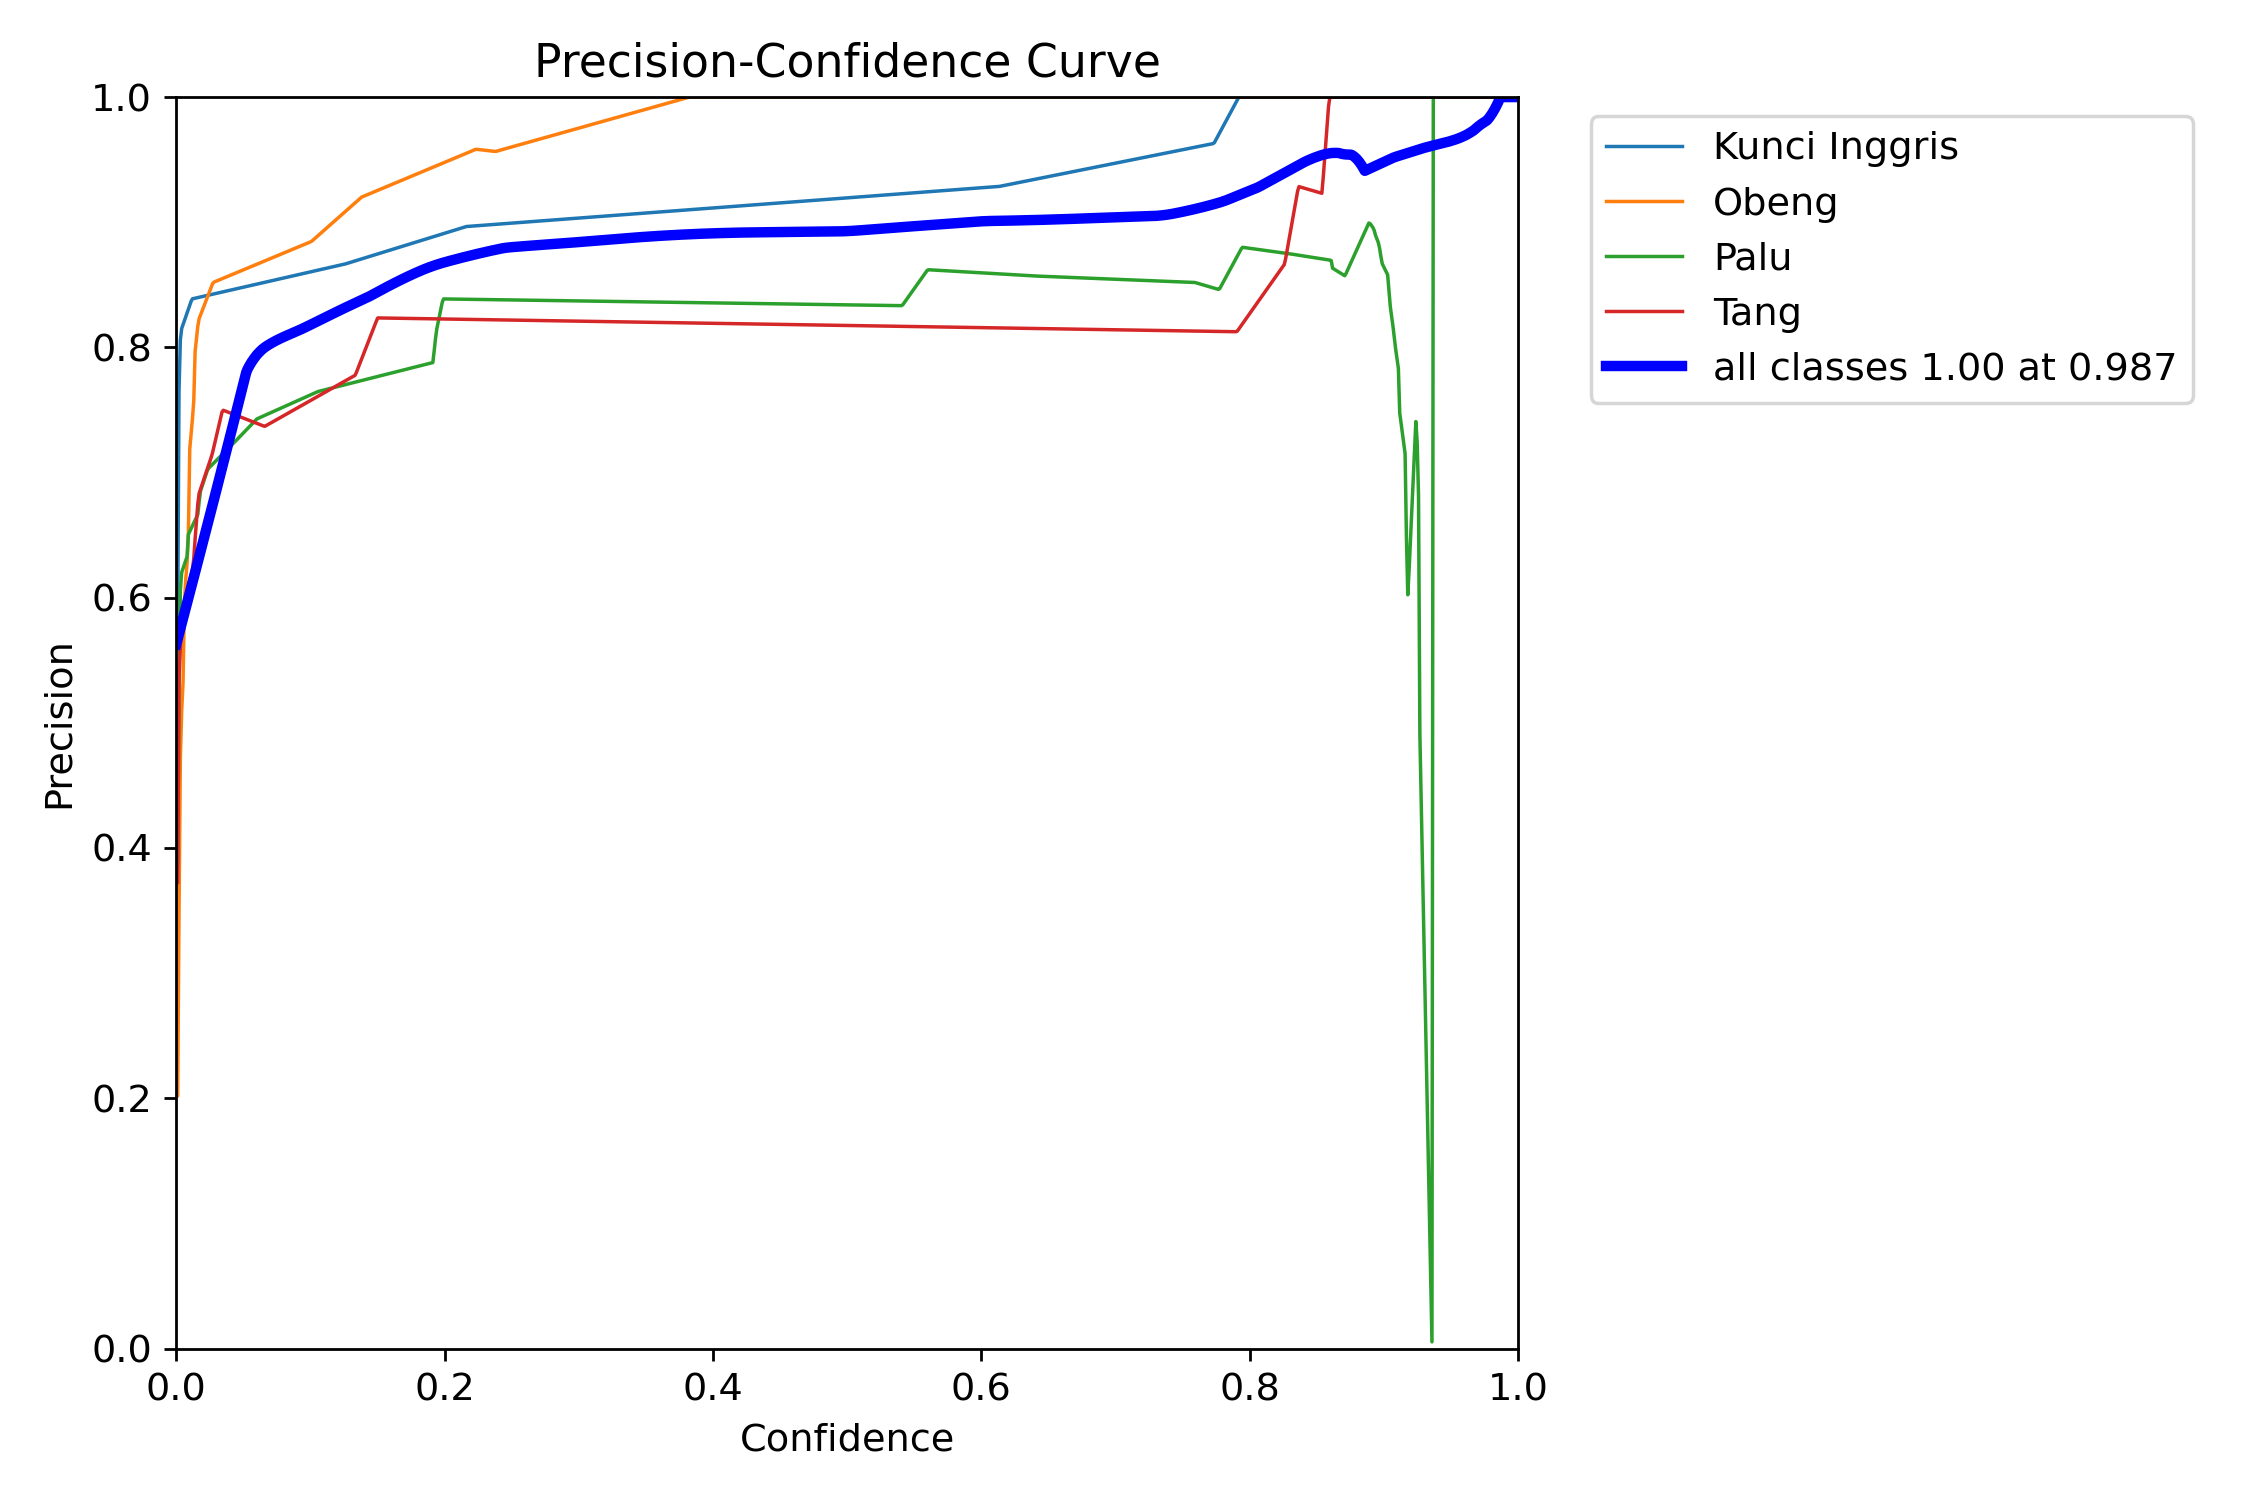 Precision-Confidence Curve
1.0
0.8
0.6
0.4
0.2
0.0
Precision
0.0 0.2 0.4 0.6 0.8 1.0
Confidence
Kunci Inggris
Obeng
Palu
Tang
all classes 1.00 at 0.987